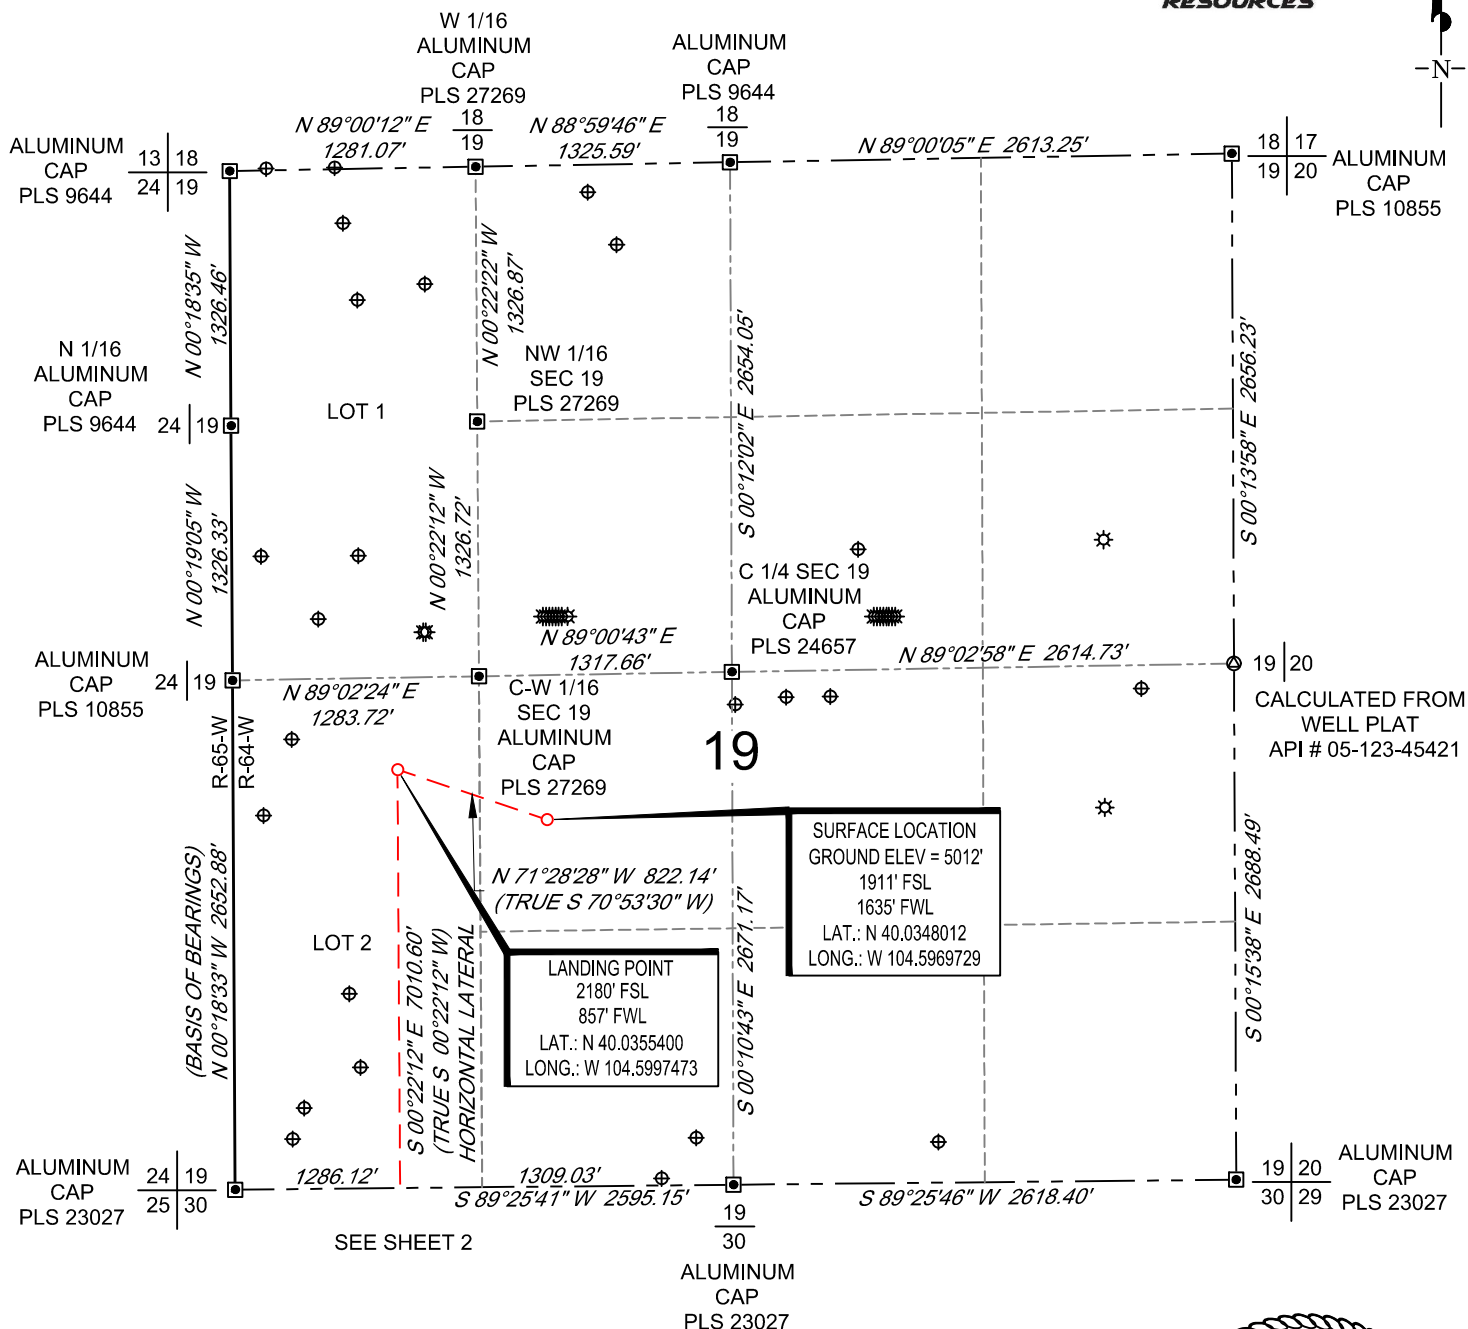 RESOURCES
N
W 1/16
ALUMINUM
CAP
PLS 27269
18
19
ALUMINUM
CAP
PLS 9644
18
19
N 89°00'12" E
1281.07'
N 88°59'46" E
1325.59'
N 89°00'05" E 2613.25'
ALUMINUM
CAP
PLS 9644
13 18
24 19
18 17
19 20
ALUMINUM
CAP
PLS 10855
N 00°18'35" W
1326.46'
N 00°22'22" W
1326.87'
S 00°12'02" E 2654.05'
S 00°13'58" E 2656.23'
N 1/16
ALUMINUM
CAP
PLS 9644
24 19
LOT 1
NW 1/16
SEC 19
PLS 27269
N 00°19'05" W
1326.33'
N 00°22'12" W
1326.72'
C 1/4 SEC 19
ALUMINUM
CAP
PLS 24657
N 89°00'43" E
1317.66'
N 89°02'58" E 2614.73'
ALUMINUM
CAP
PLS 10855
24 19
N 89°02'24" E
1283.72'
19 20
CALCULATED FROM
WELL PLAT
API # 05-123-45421
C-W 1/16
SEC 19
ALUMINUM
CAP
PLS 27269
R-65-W
R-64-W
19
SURFACE LOCATION
GROUND ELEV = 5012'
1911' FSL
1635' FWL
LAT.: N 40.0348012
LONG.: W 104.5969729
N 71°28'28" W 822.14'
(TRUE S 70°53'30" W)
(BASIS OF BEARINGS)
N 00°18'33" W 2652.88'
LOT 2
S 00°22'12" E 7010.60'
(TRUE S 00°22'12" W)
HORIZONTAL LATERAL
LANDING POINT
2180' FSL
857' FWL
LAT.: N 40.0355400
LONG.: W 104.5997473
S 00°10'43" E 2671.17'
S 00°15'38" E 2688.49'
ALUMINUM
CAP
PLS 23027
24 19
25 30
1286.12'
1309.03'
S 89°25'41" W 2595.15'
S 89°25'46" W 2618.40'
19 20
30 29
ALUMINUM
CAP
PLS 23027
SEE SHEET 2
19
30
ALUMINUM
CAP
PLS 23027